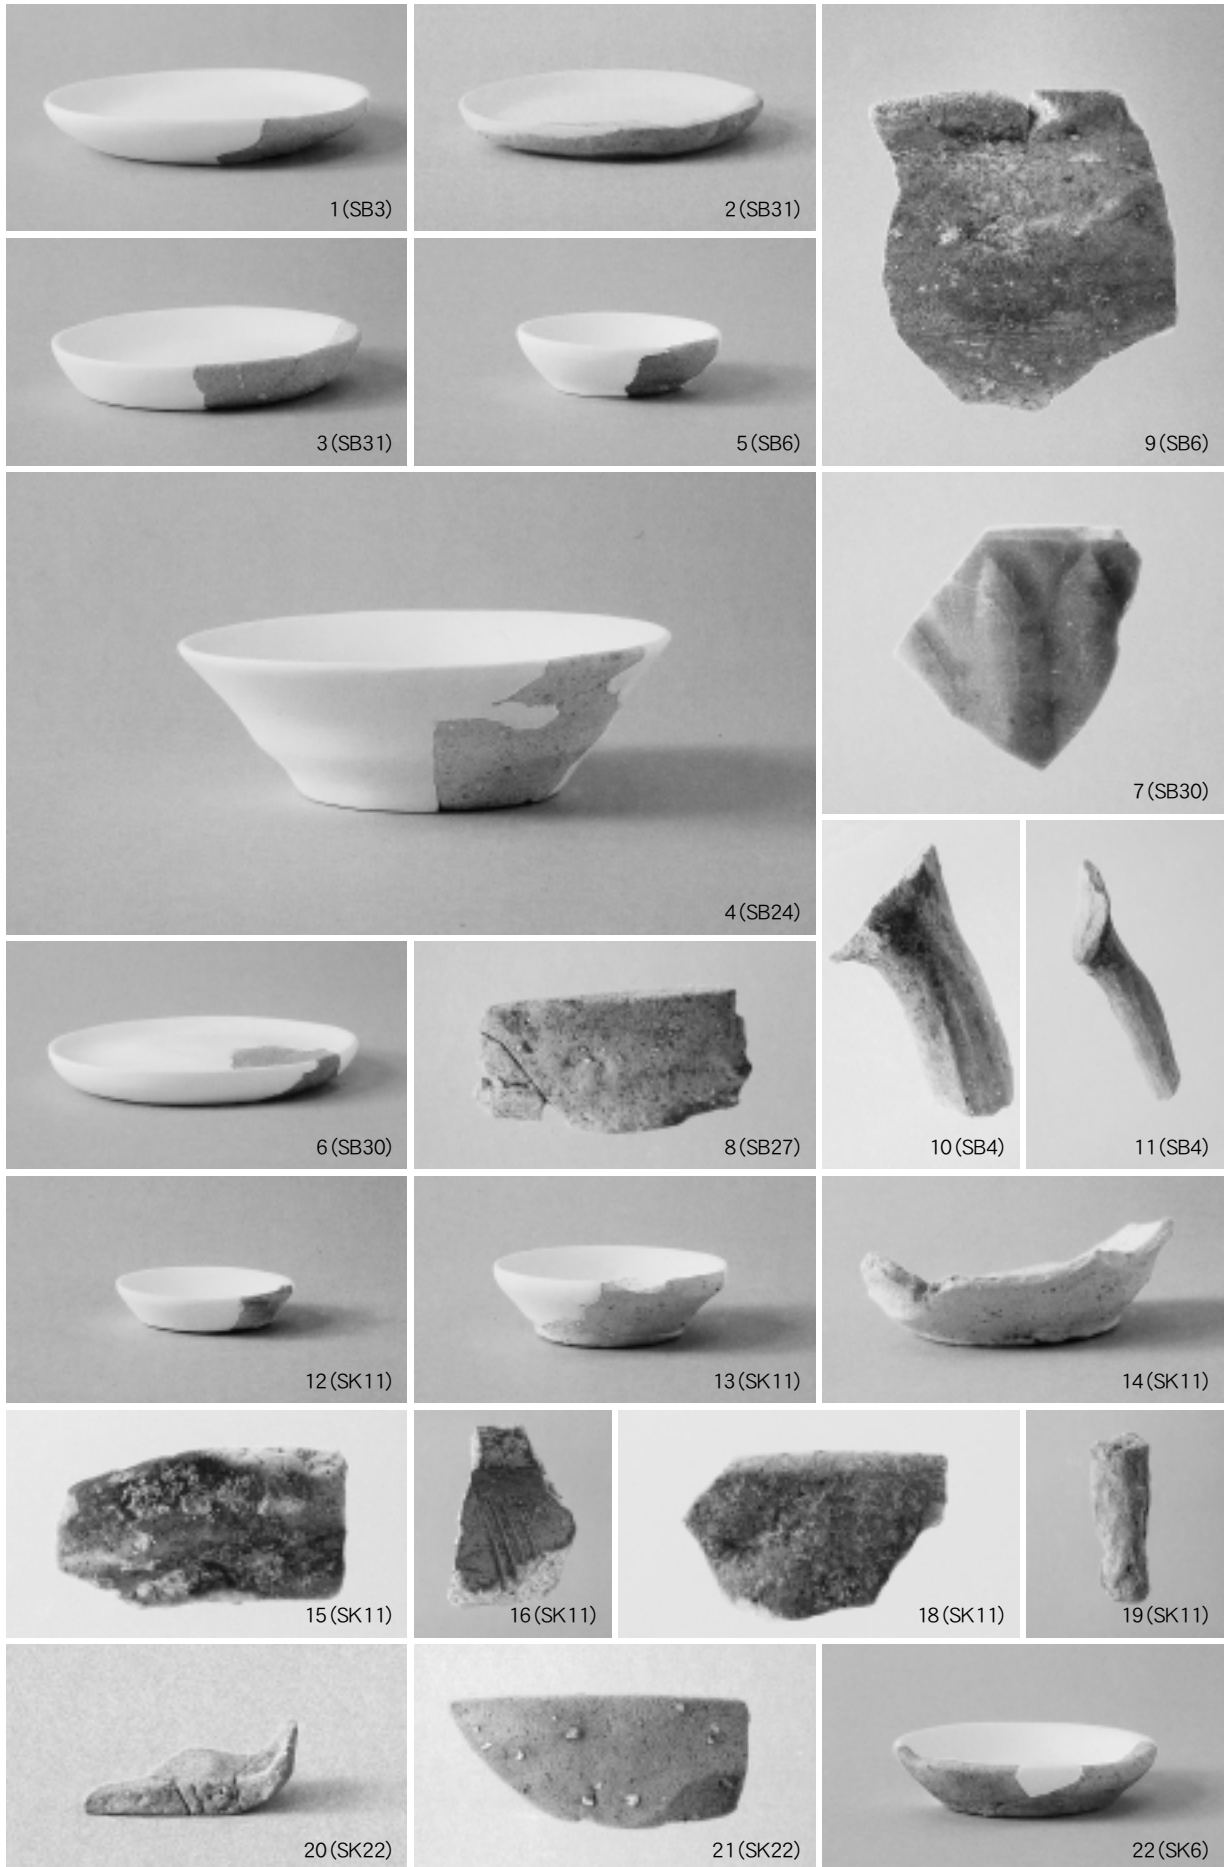 1(SB3)
2(SB31)
3(SB31)
5(SB6)
9(SB6)
4(SB24)
7(SB30)
6(SB30)
8(SB27)
10(SB4)
11(SB4)
12(SK11)
13(SK11)
14(SK11)
15(SK11)
16(SK11)
18(SK11)
19(SK11)
20(SK22)
21(SK22)
22(SK6)